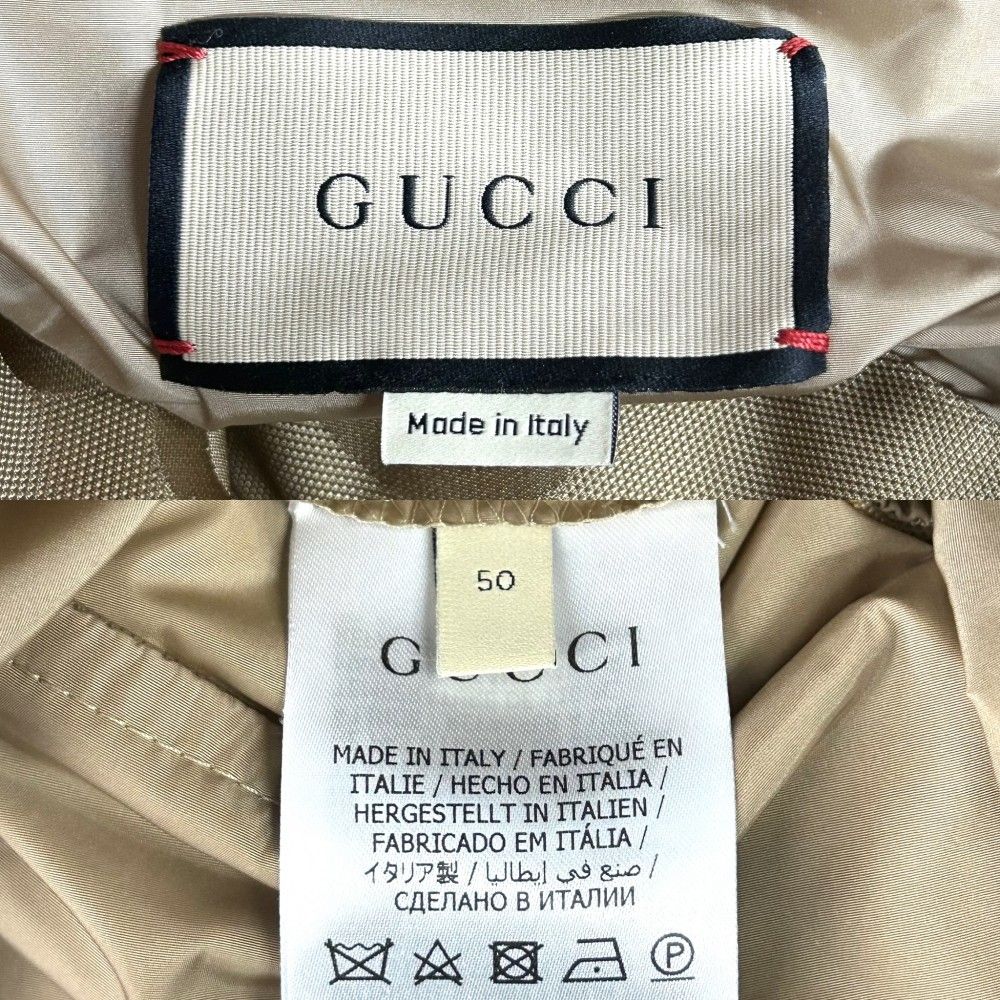 GUCCI
Made in Italy
50
GUCCI
MADE IN ITALY / FABRIQUÉ EN
ITALIE / HECHO EN ITALIA /
HERGESTELLT IN ITALIEN /
FABRICADO EM ITÁLIA /
イタリア製 / صنع في إيطاليا /
СДЕЛАНО В ИТАЛИИ
P